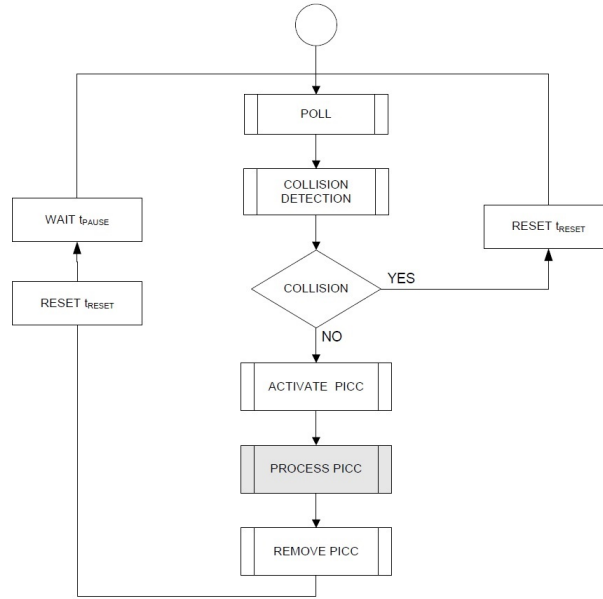 POLL
COLLISION
DETECTION
WAIT tPAUSE
RESET tRESET
COLLISION
YES
RESET tRESET
NO
ACTIVATE PICC
PROCESS PICC
REMOVE PICC